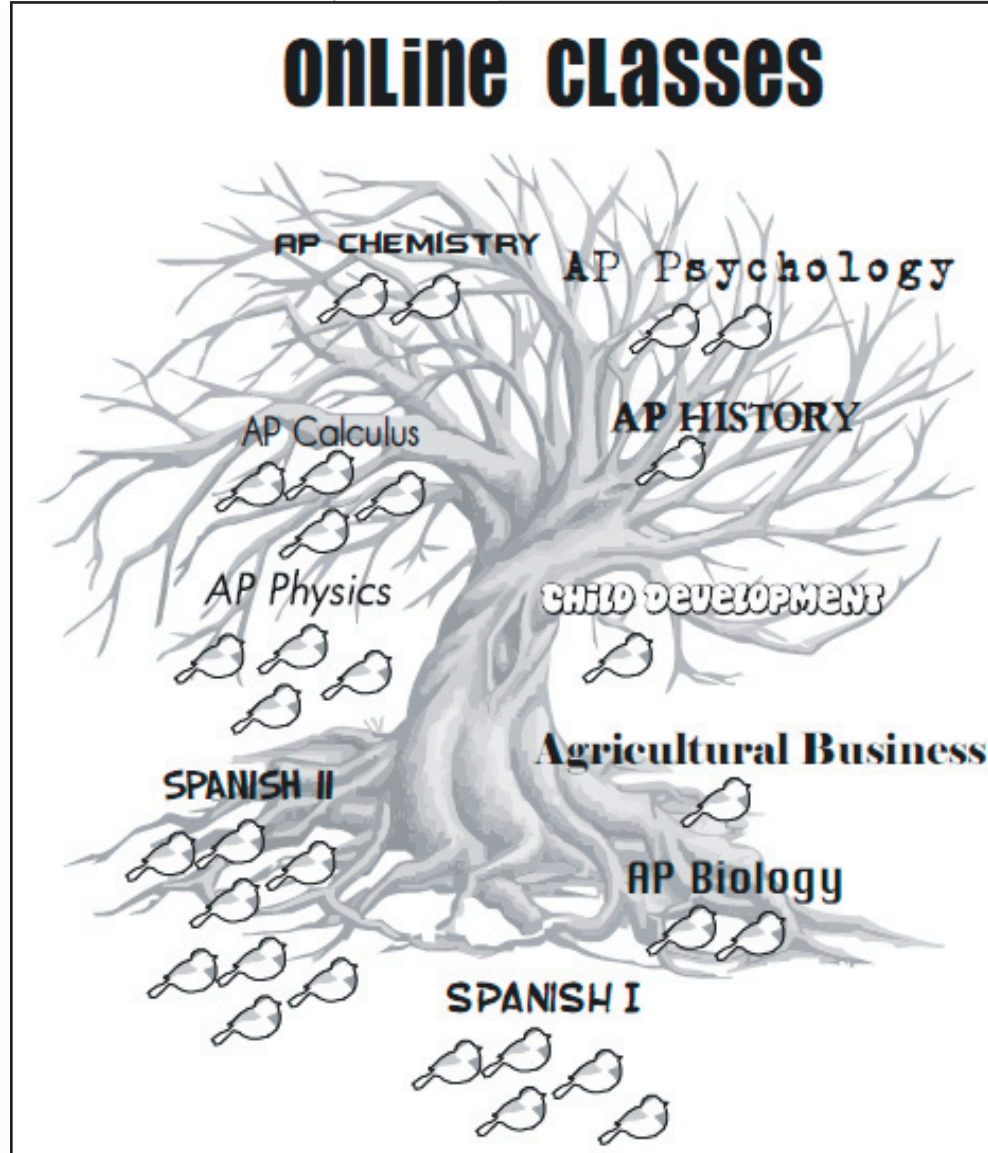 Online Classes
AP CHEMISTRY
AP Psychology
AP Calculus
AP HISTORY
AP Physics
CHiLD DeVeLOPMENT
Agricultural Business
SPANISH II
AP Biology
SPANISH I